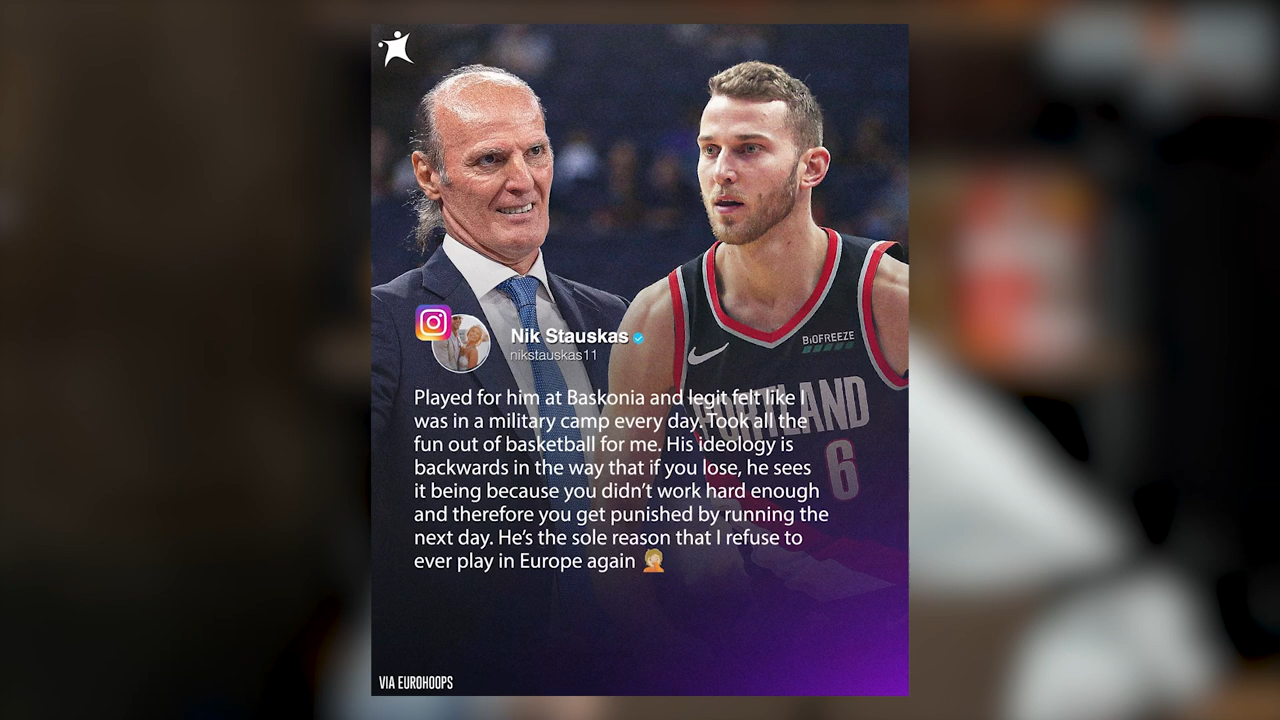 Nik Stauskas
nikstauskas11
BIOFREEZE
Played for him at Baskonia and legit felt like I
was in a military camp every day. Took all the
fun out of basketball for me. His ideology is
backwards in the way that if you lose, he sees
it being because you didn't work hard enough
and therefore you get punished by running the
next day. He's the sole reason that I refuse to
ever play in Europe again 🤦🏼
PORTLAND
6
VIA EUROHOOPS